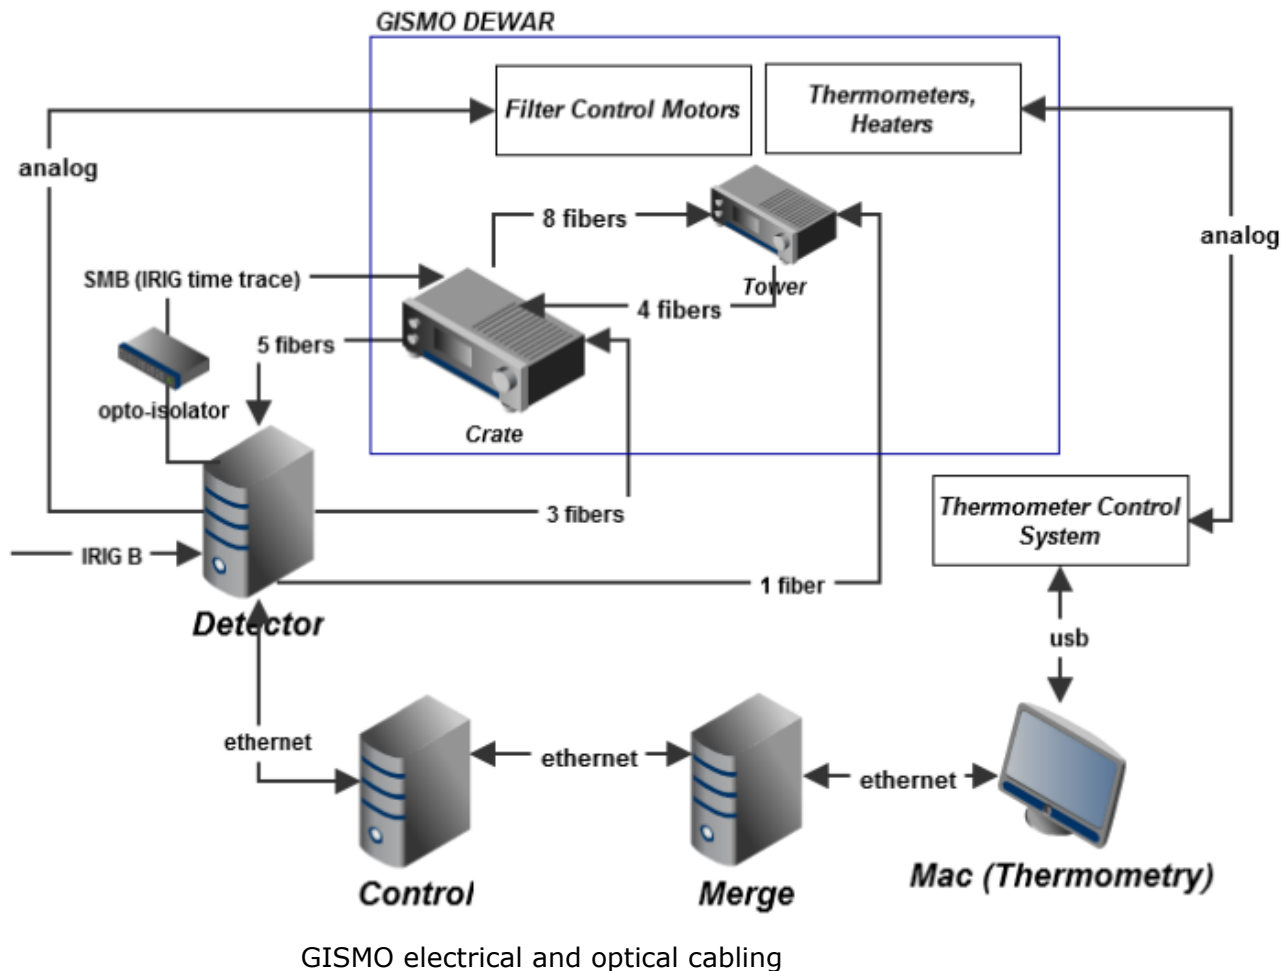 GISMO DEWAR
Filter Control Motors
Thermometers,
Heaters
analog
8 fibers
analog
SMB (IRIG time trace)
Tower
4 fibers
5 fibers
opto-isolator
Crate
3 fibers
Thermometer Control
System
IRIG B
1 fiber
Detector
usb
ethernet
ethernet
ethernet
Control
Merge
Mac (Thermometry)
GISMO electrical and optical cabling